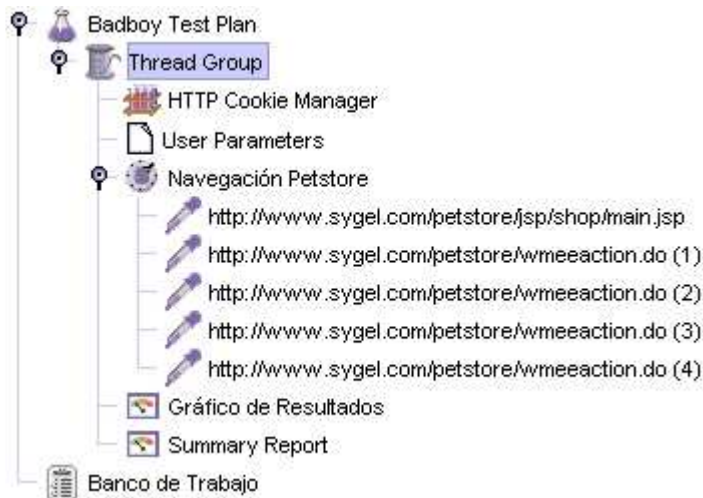 Badboy Test Plan
Thread Group
HTTP Cookie Manager
User Parameters
Navegación Petstore
http://www.sygel.com/petstore/jsp/shop/main.jsp
http://www.sygel.com/petstore/wmeeaction.do (1)
http://www.sygel.com/petstore/wmeeaction.do (2)
http://www.sygel.com/petstore/wmeeaction.do (3)
http://www.sygel.com/petstore/wmeeaction.do (4)
Gráfico de Resultados
Summary Report
Banco de Trabajo